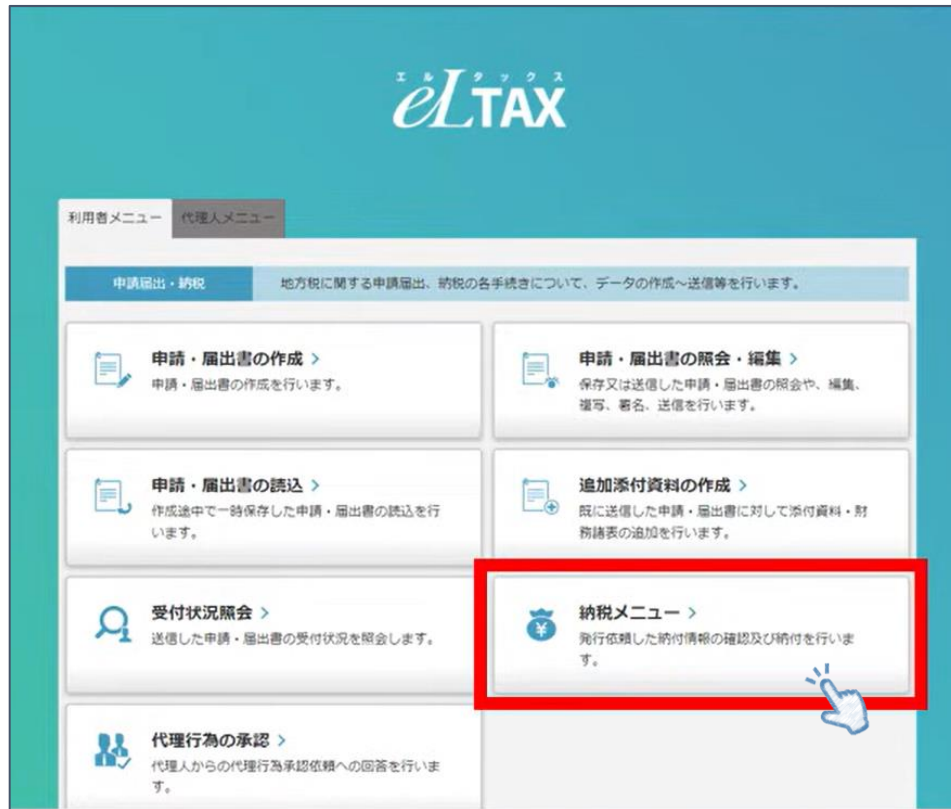 エルタックス
eLTAX
利用者メニュー
代理人メニュー
申請届出・納税
地方税に関する申請届出、納税の各手続きについて、データの作成～送信等を行います。
申請・届出書の作成 >
申請・届出書の作成を行います。
申請・届出書の照会・編集 >
保存又は送信した申請・届出書の照会や、編集、
複写、署名、送信を行います。
申請・届出書の読込 >
作成途中で一時保存した申請・届出書の読込を行
います。
追加添付資料の作成 >
既に送信した申請・届出書に対して添付資料・財
務諸表の追加を行います。
受付状況照会 >
送信した申請・届出書の受付状況を照会します。
納税メニュー >
発行依頼した納付情報の確認及び納付を行いま
す。
代理行為の承認 >
代理人からの代理行為承認依頼への回答を行いま
す。